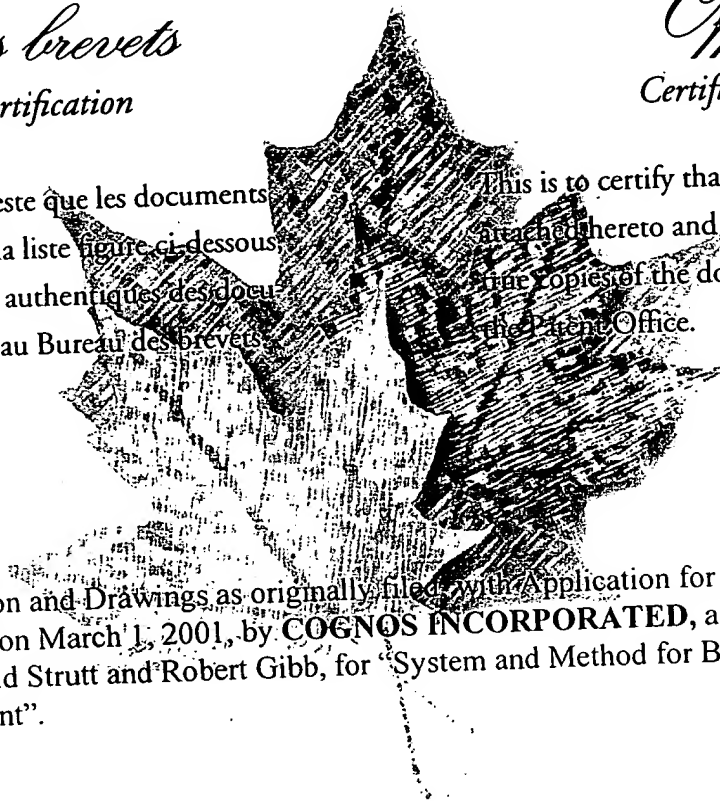 s brevets
rtification
Certifi
este que les documents
a liste figure ci-dessous
authentiques des docu
au Bureau des brevets.
This is to certify tha
attached hereto and
true copies of the do
the Patent Office.
on and Drawings as originally filed, with Application for
on March 1, 2001, by COGNOS INCORPORATED, a
ld Strutt and Robert Gibb, for “System and Method for B
nt”.